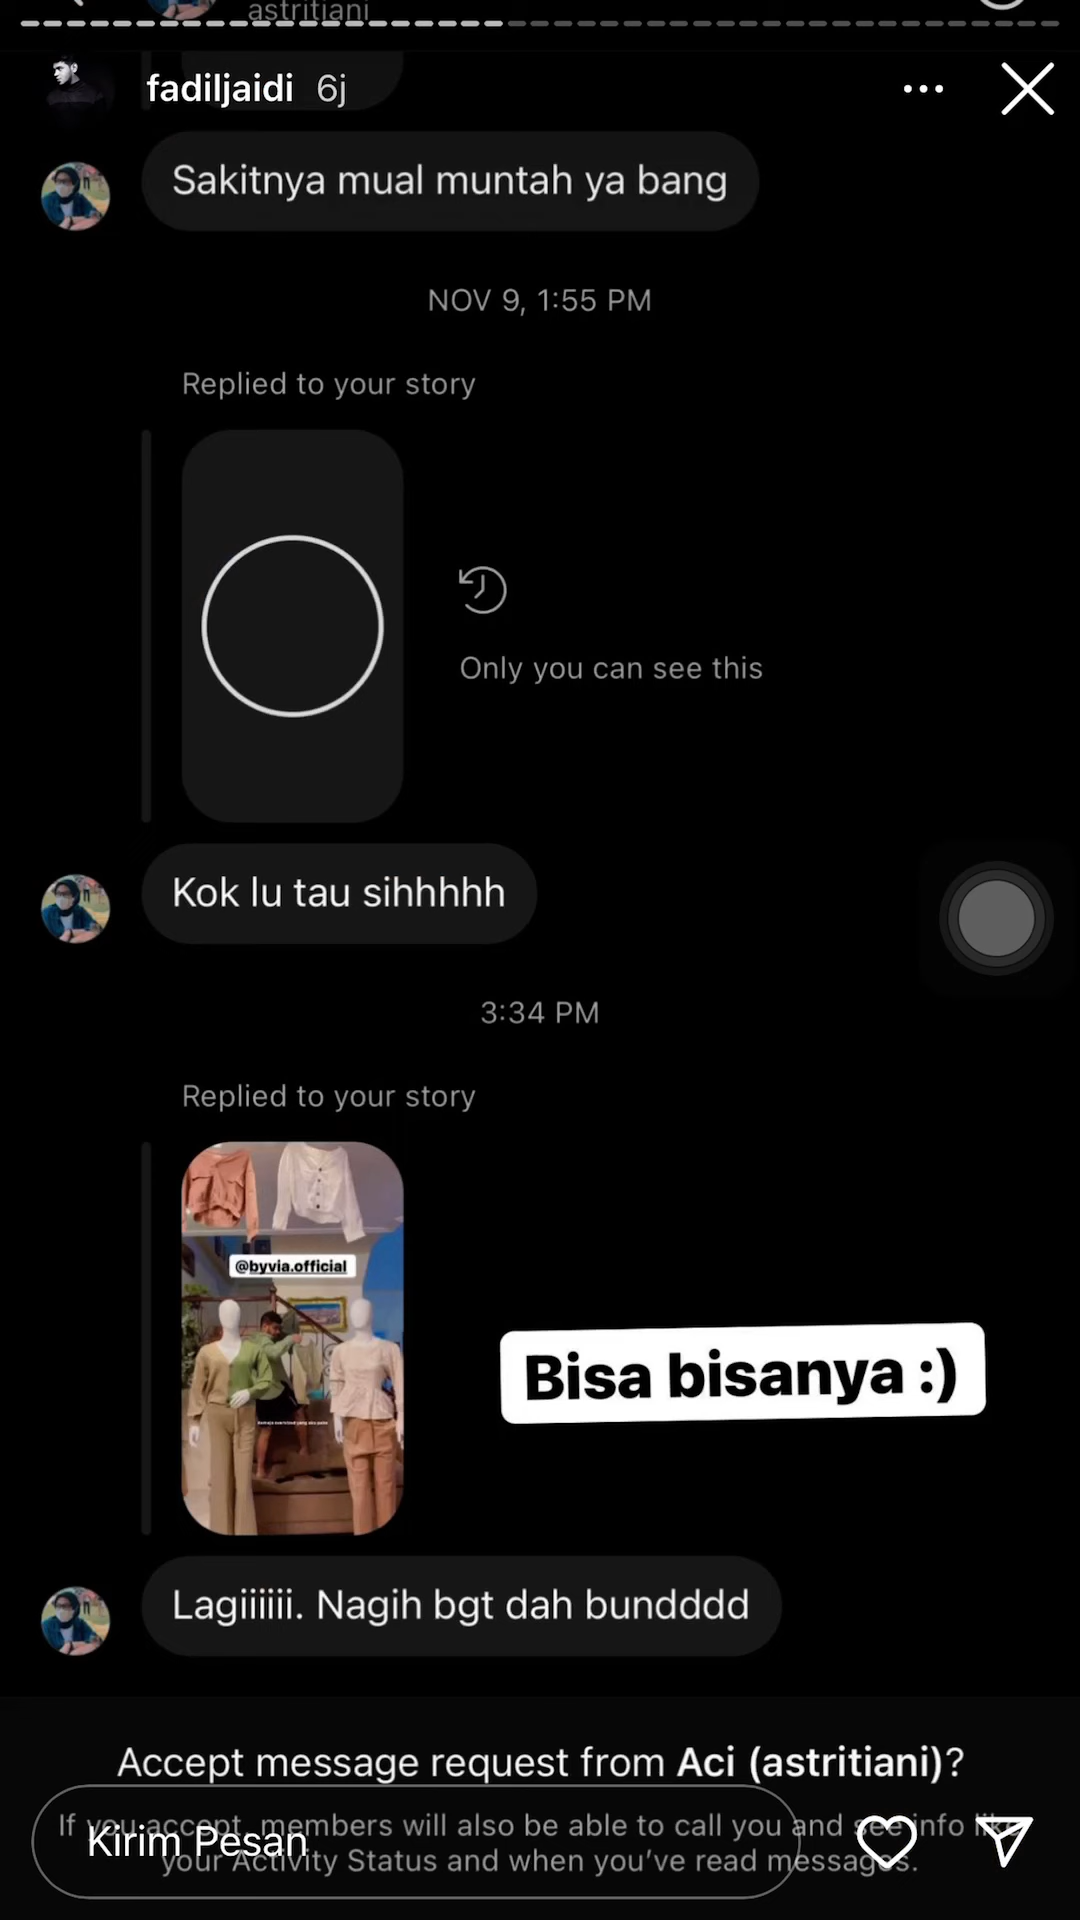 astritiani
fadiljaidi 6j
Sakitnya mual muntah ya bang
NOV 9, 1:55 PM
Replied to your story
Only you can see this
Kok lu tau sihhhhh
3:34 PM
Replied to your story
@byvia.official
Bisa bisanya :)
Lagiiiiii. Nagih bgt dah bundddd
Accept message request from Aci (astritiani)?
If you accept, members will also be able to call you and see info like
Kirim Pesan
your Activity Status and when you've read messages.